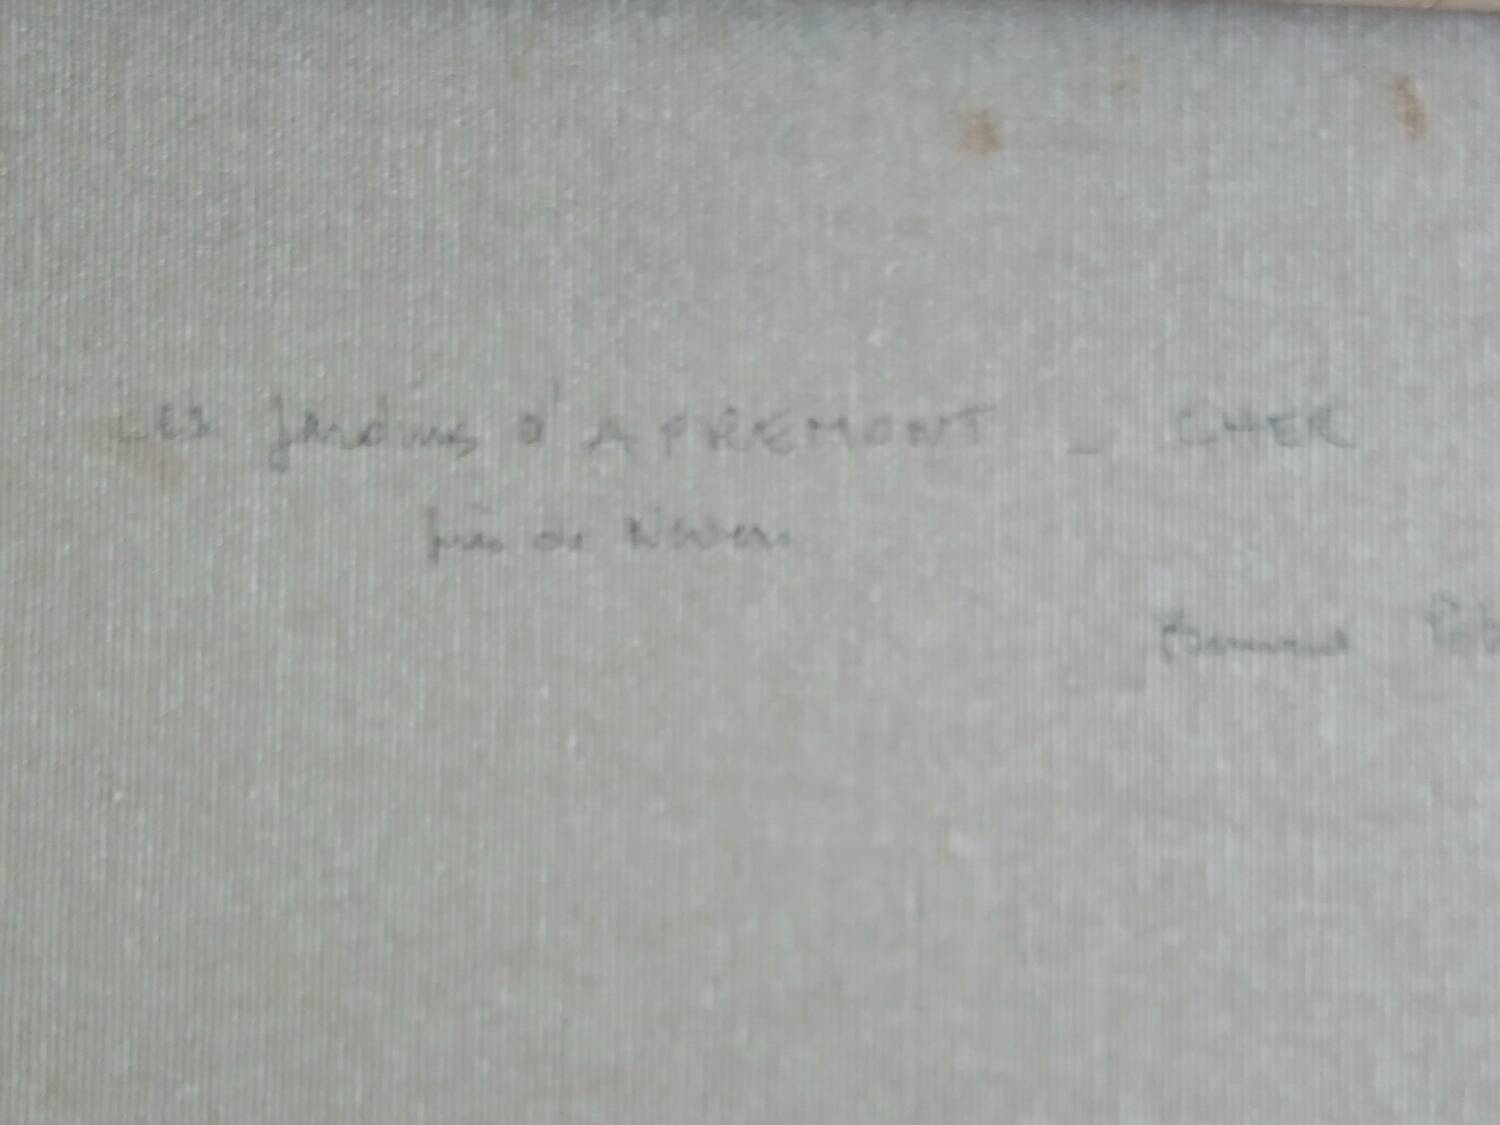 Les Jardins d'APREMONT - CHER
près de Nevers